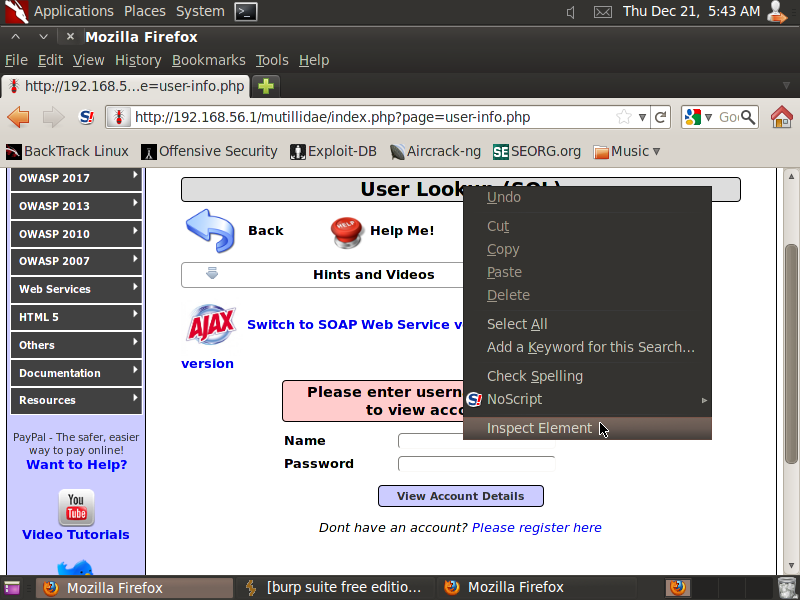 Applications Places System
Thu Dec 21, 5:43 AM
Mozilla Firefox
File Edit View History Bookmarks Tools Help
http://192.168.5...e=user-info.php
http://192.168.56.1/mutillidae/index.php?page=user-info.php
BackTrack Linux Offensive Security Exploit-DB Aircrack-ng SE SEORG.org Music
OWASP 2017
OWASP 2013
OWASP 2010
OWASP 2007
Web Services
HTML 5
Others
Documentation
Resources
PayPal - The safer, easier
way to pay online!
Want to Help?
You
Tube
Video Tutorials
User Lookup (SQL)
Back
HELP
Help Me!
Hints and Videos
AJAX
Switch to SOAP Web Service
version
Please enter
to view
Name
Password
View Account Details
Dont have an account? Please register here
Undo
Cut
Copy
Paste
Delete
Select All
Add a Keyword for this Search...
Check Spelling
NoScript
Inspect Element
Mozilla Firefox
[burp suite free editio...
Mozilla Firefox